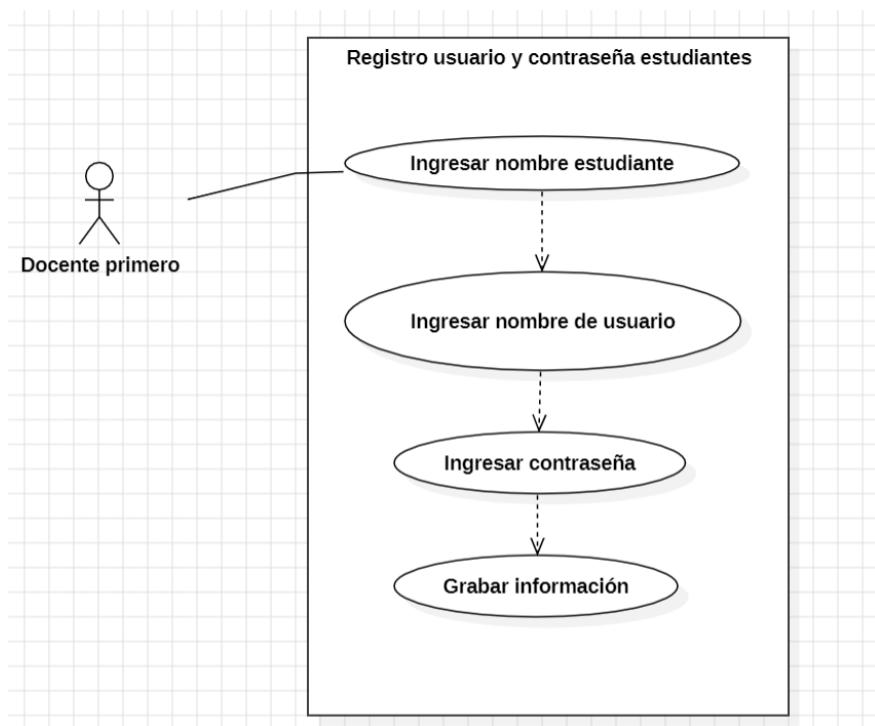 Registro usuario y contraseña estudiantes
Ingresar nombre estudiante
Docente primero
Ingresar nombre de usuario
Ingresar contraseña
Grabar información